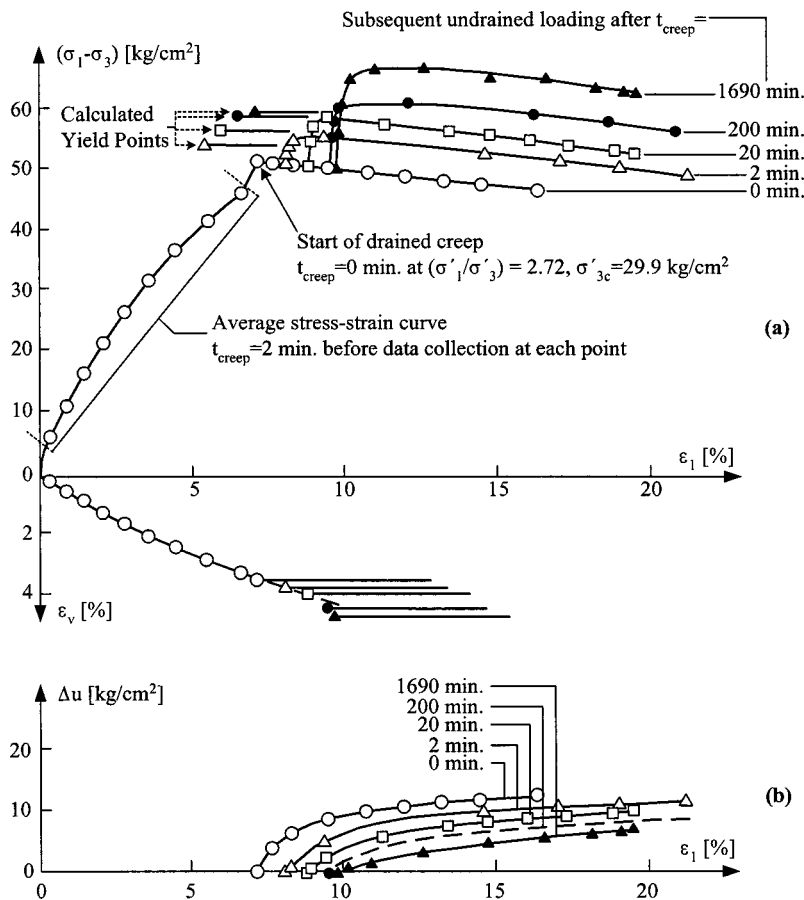 Subsequent undrained loading after t_creep=
(a)
(σ₁-σ₃) [kg/cm²]
1690 min.
200 min.
20 min.
2 min.
0 min.
Calculated
Yield Points
60
50
40
30
20
10
0
Start of drained creep
t_creep=0 min. at (σ´₁/σ´₃) = 2.72, σ´₃c=29.9 kg/cm²
Average stress-strain curve
t_creep=2 min. before data collection at each point
(a)
5 10 15 20
ε₁ [%]
2
4
εᵥ [%]
Δu [kg/cm²]
1690 min.
200 min.
20 min.
2 min.
0 min.
(b)
20
10
0
ε₁ [%]
0 5 10 15 20